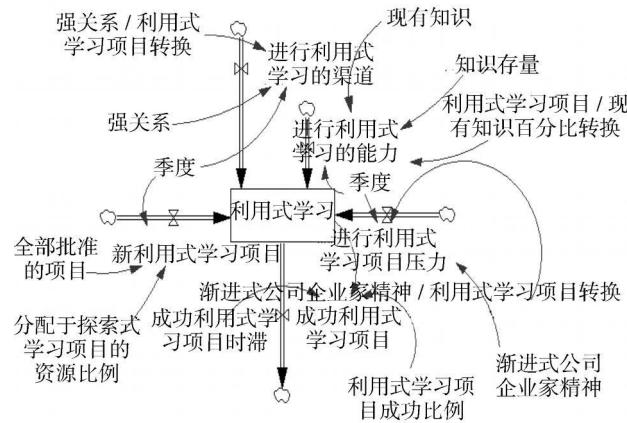 强关系 / 利用式
学习项目转换
现有知识
进行利用式
学习的渠道
知识存量
利用式学习项目 / 现
有知识百分比转换
强关系
进行利用式
学习的能力
季度
季度
利用式学习
全部批准
的项目
新利用式学习项目
进行利用式
学习项目压力
渐进式公司企业家精神 / 利用式学习项目转换
分配于探索式
学习项目的
资源比例
成功利用式学
习项目时滞
成功利用式
学习项目
渐进式公司
企业家精神
利用式学习项
目成功比例